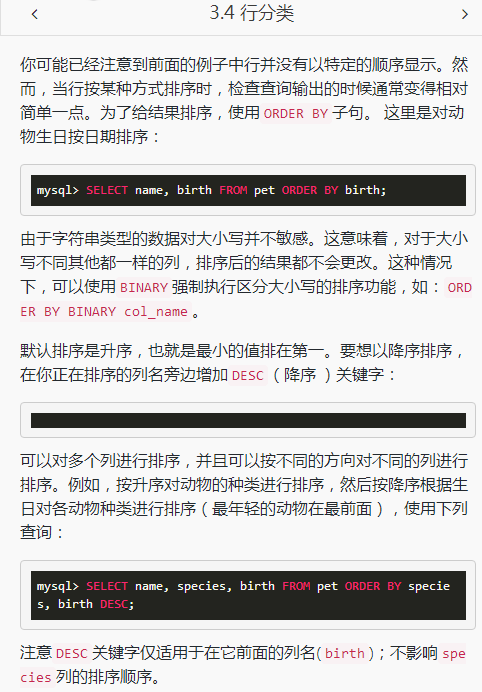 3.4 行分类
你可能已经注意到前面的例子中行并没有以特定的顺序显示。然
而，当行按某种方式排序时，检查查询输出的时候通常变得相对
简单一点。为了给结果排序，使用 ORDER BY 子句。 这里是对动
物生日按日期排序：
mysql> SELECT name, birth FROM pet ORDER BY birth;
由于字符串类型的数据对大小写并不敏感。这意味着，对于大小
写不同其他都一样的列，排序后的结果都不会更改。这种情况
下，可以使用 BINARY 强制执行区分大小写的排序功能，如： ORD
ER BY BINARY col_name 。
默认排序是升序，也就是最小的值排在第一。要想以降序排序，
在你正在排序的列名旁边增加 DESC （降序 ）关键字：
可以对多个列进行排序，并且可以按不同的方向对不同的列进行
排序。例如，按升序对动物的种类进行排序，然后按降序根据生
日对各动物种类进行排序（最年轻的动物在最前面），使用下列
查询：
mysql> SELECT name, species, birth FROM pet ORDER BY specie
s, birth DESC;
注意 DESC 关键字仅适用于在它前面的列名( birth )；不影响 spe
cies 列的排序顺序。